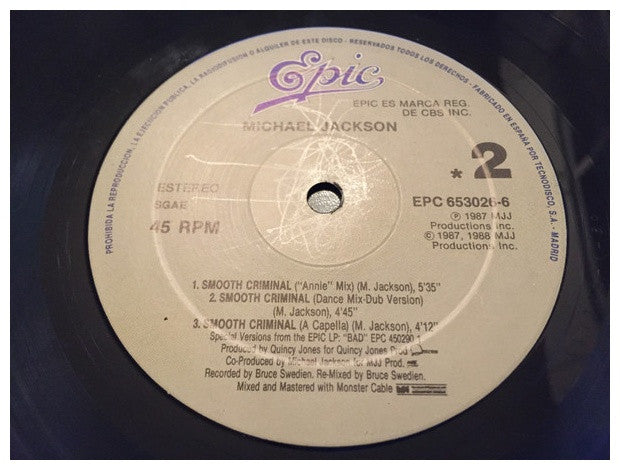 PROHIBIDA LA REPRODUCCION, LA EJECUCION PUBLICA, LA RADIODIFUSION O ALQUILER DE ESTE DISCO - RESERVADOS TODOS LOS DERECHOS - FABRICADO EN ESPAÑA POR TECNODISCO, S.A. - MADRID
Epic
EPIC ES MARCA REG.
DE CBS INC.
MICHAEL JACKSON
* 2
ESTEREO
SGAE
45 RPM
EPC 653026-6
Ⓟ 1987 MJJ
Productions Inc.
© 1987, 1988 MJJ
Productions Inc.
1. SMOOTH CRIMINAL ("Annie" Mix) (M. Jackson), 5'35"
2. SMOOTH CRIMINAL (Dance Mix-Dub Version)
(M. Jackson), 4'45"
3. SMOOTH CRIMINAL (A Capella) (M. Jackson), 4'12"
Special Versions from the EPIC LP: "BAD" EPC 450290 1
Produced by Quincy Jones for Quincy Jones Prod.
Co-Produced by Michael Jackson for MJJ Prod.
Recorded by Bruce Swedien. Re-Mixed by Bruce Swedien.
Mixed and Mastered with Monster Cable